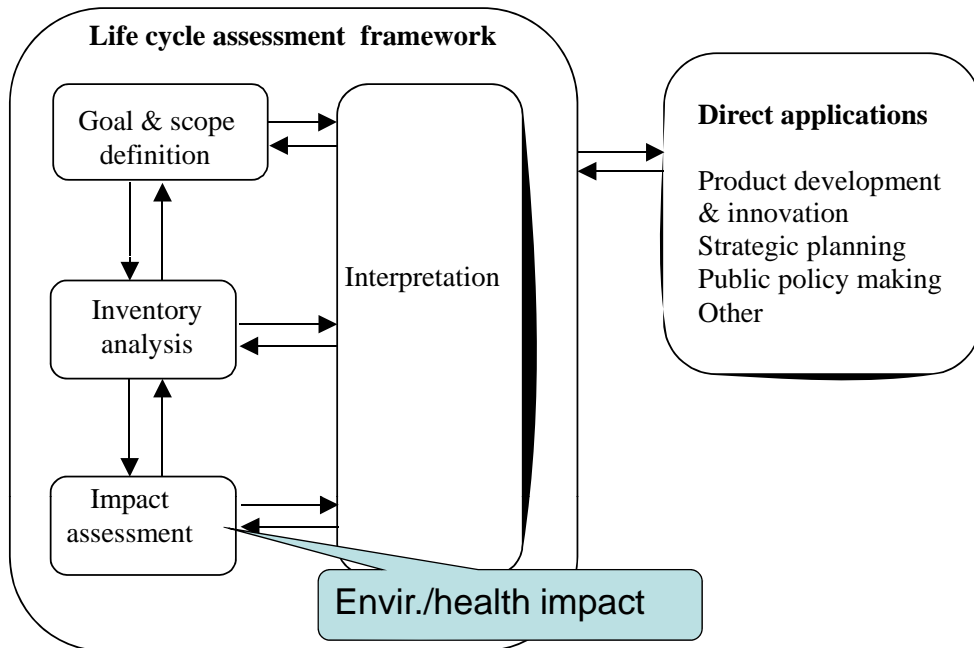 Life cycle assessment framework
Goal & scope
definition
Inventory
analysis
Impact
assessment
Interpretation
Envir./health impact
Direct applications
Product development
& innovation
Strategic planning
Public policy making
Other